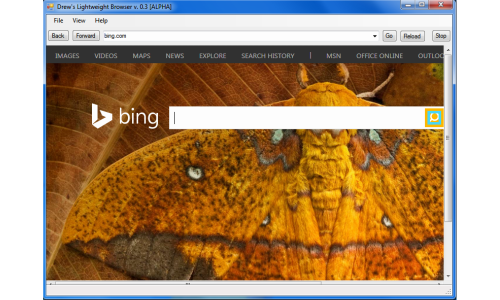 Drew's Lightweight Browser v. 0.3 [ALPHA]
File View Help
Back Forward bing.com Go Reload Stop
IMAGES VIDEOS MAPS NEWS EXPLORE SEARCH HISTORY | MSN OFFICE ONLINE OUTLOO
bing